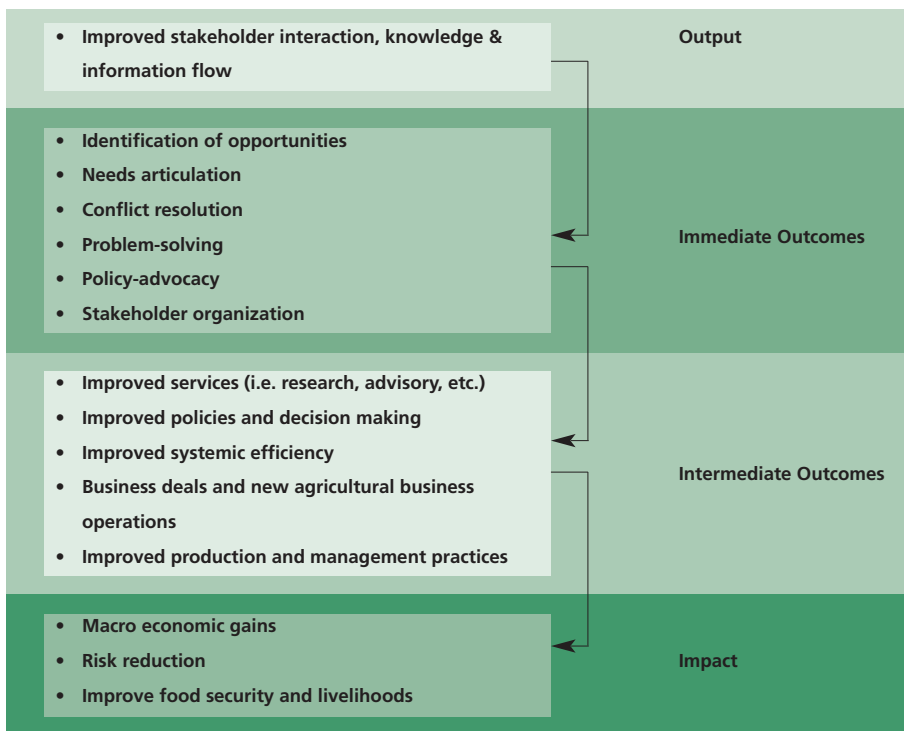 • Improved stakeholder interaction, knowledge &
information flow
Output
• Identification of opportunities
• Needs articulation
• Conflict resolution
• Problem-solving
• Policy-advocacy
• Stakeholder organization
Immediate Outcomes
• Improved services (i.e. research, advisory, etc.)
• Improved policies and decision making
• Improved systemic efficiency
• Business deals and new agricultural business
operations
• Improved production and management practices
Intermediate Outcomes
• Macro economic gains
• Risk reduction
• Improve food security and livelihoods
Impact